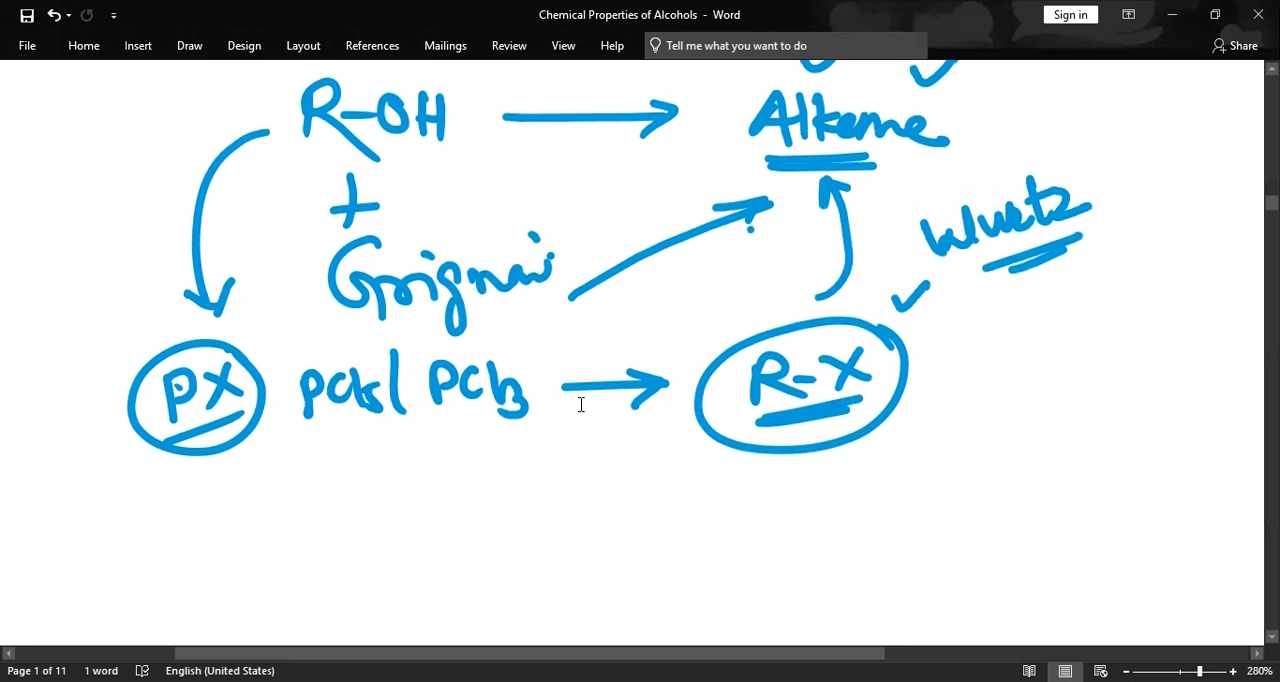 Chemical Properties of Alcohols - Word
Sign in
File Home Insert Draw Design Layout References Mailings Review View Help Tell me what you want to do Share
R-OH → Alkene
+
Grignar
Wurtz
PX PCl5 | PCl3 → R-X
Page 1 of 11 1 word English (United States) 280%